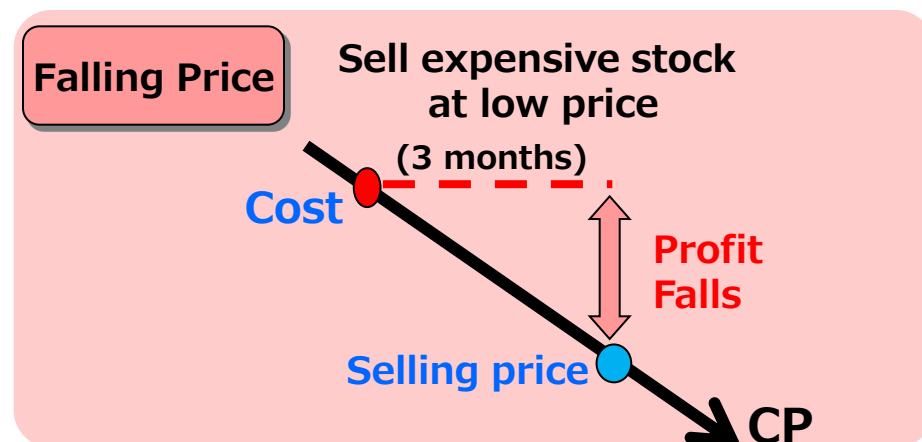 Falling Price
Sell expensive stock
at low price
(3 months)
Cost
Profit
Falls
Selling price
CP